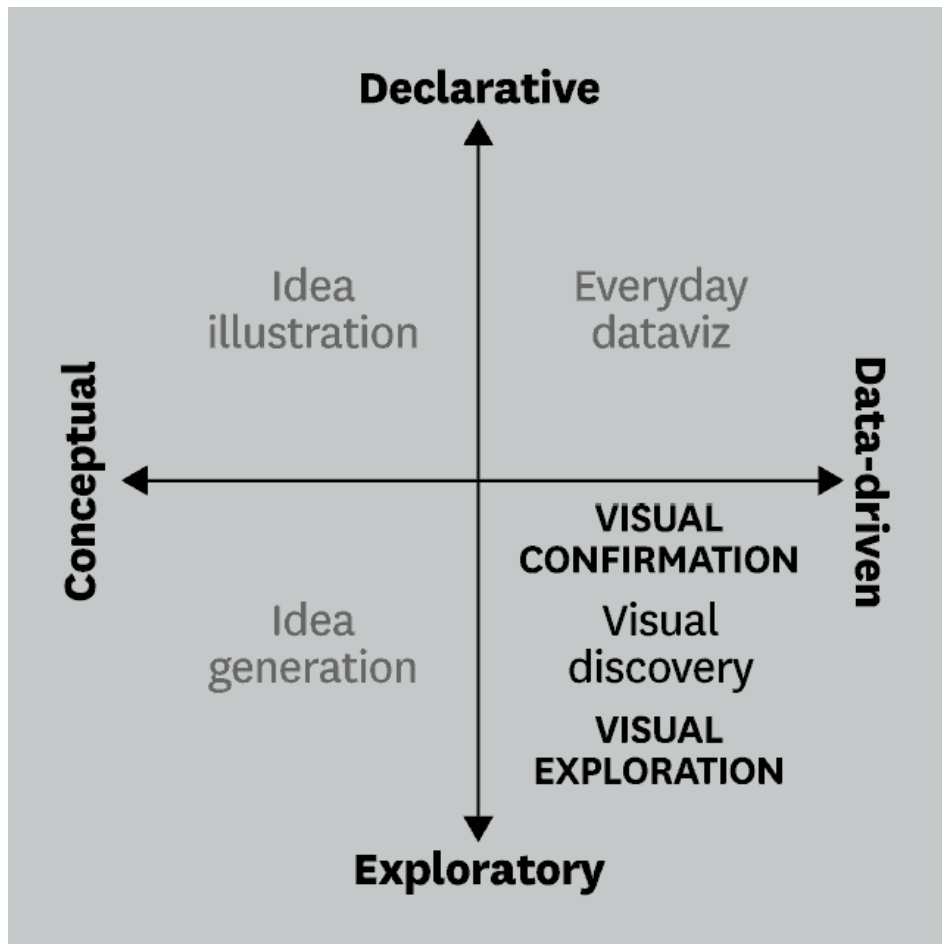 Declarative
Idea
illustration
Everyday
dataviz
Conceptual
Data-driven
VISUAL
CONFIRMATION
Idea
generation
Visual
discovery
VISUAL
EXPLORATION
Exploratory